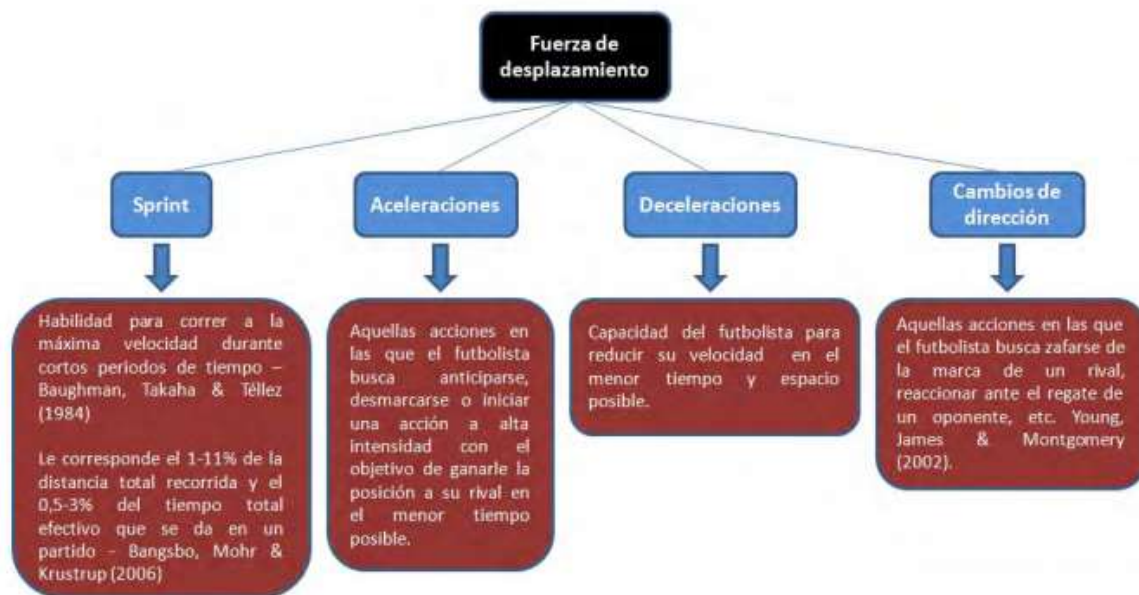 Fuerza de
desplazamiento
Sprint
Aceleraciones
Deceleraciones
Cambios de
dirección
Habilidad para correr a la
máxima velocidad durante
cortos periodos de tiempo –
Baughman, Takaha & Téllez
(1984)
Le corresponde el 1-11% de la
distancia total recorrida y el
0,5-3% del tiempo total
efectivo que se da en un
partido - Bangsbo, Mohr &
Krustrup (2006)
Aquellas acciones en
las que el futbolista
busca anticiparse,
desmarcarse o iniciar
una acción a alta
intensidad con el
objetivo de ganarle la
posición a su rival en
el menor tiempo
posible.
Capacidad del futbolista para
reducir su velocidad en el
menor tiempo y espacio
posible.
Aquellas acciones en las que
el futbolista busca zafarse de
la marca de un rival,
reaccionar ante el regate de
un oponente, etc. Young,
James & Montgomery
(2002).